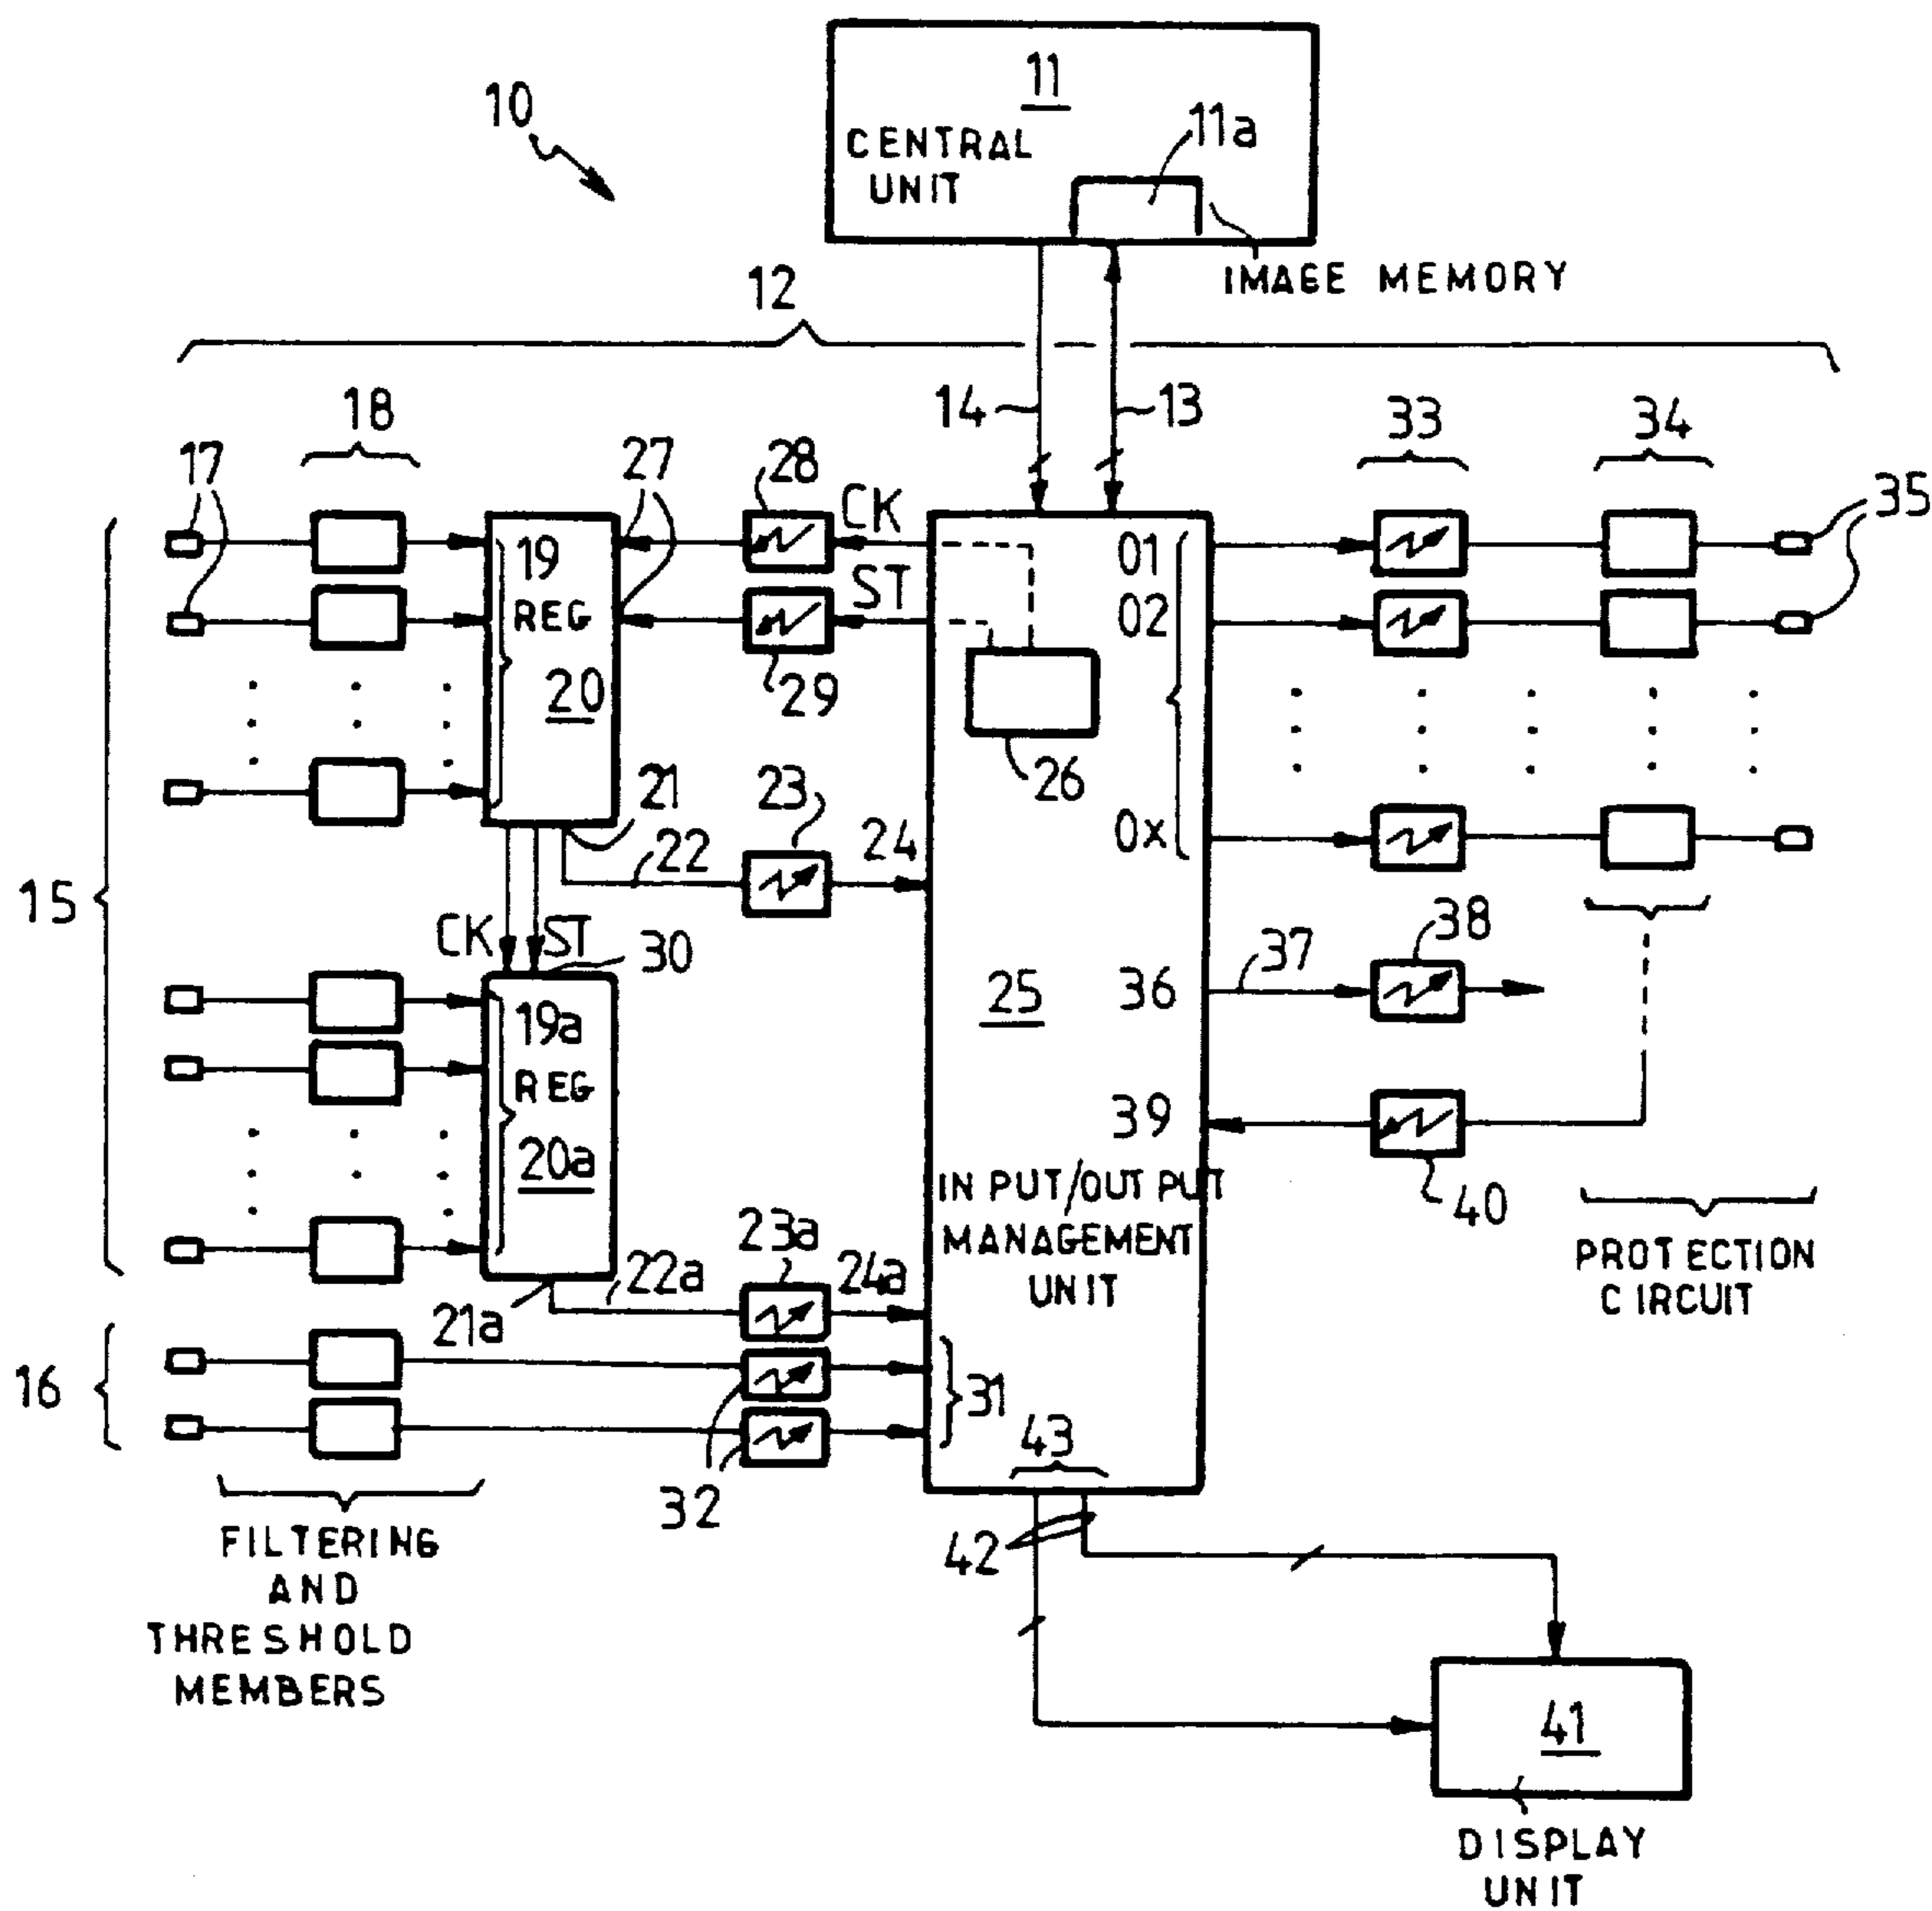 11
10
11a
CENTRAL
UNIT
IMAGE MEMORY
12
14
13
18
33
34
17
27
28
CK
35
19
01
ST
REG
02
20
29
26
21
23
0x
22
24
15
CK
ST
30
38
37
25
36
19a
REG
39
20a
40
IN PUT/OUT PUT
MANAGEMENT
UNIT
23a
22a
24a
PROTECTION
CIRCUIT
21a
16
31
43
32
42
FILTERING
AND
THRESHOLD
MEMBERS
41
DISPLAY
UNIT